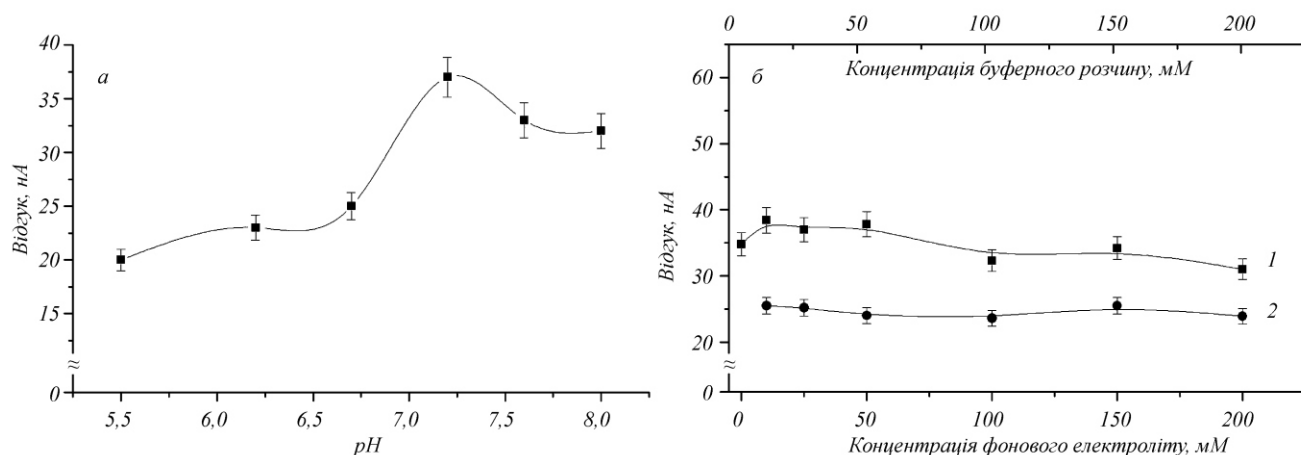 а
Відгук, нА
40
35
30
25
20
15
≈
0
5,5 6,0 6,5 7,0 7,5 8,0
pH
0 50 100 150 200
Концентрація буферного розчину, мМ
б
Відгук, нА
60
50
40
30
20
≈
0
1
2
0 50 100 150 200
Концентрація фонового електроліту, мМ